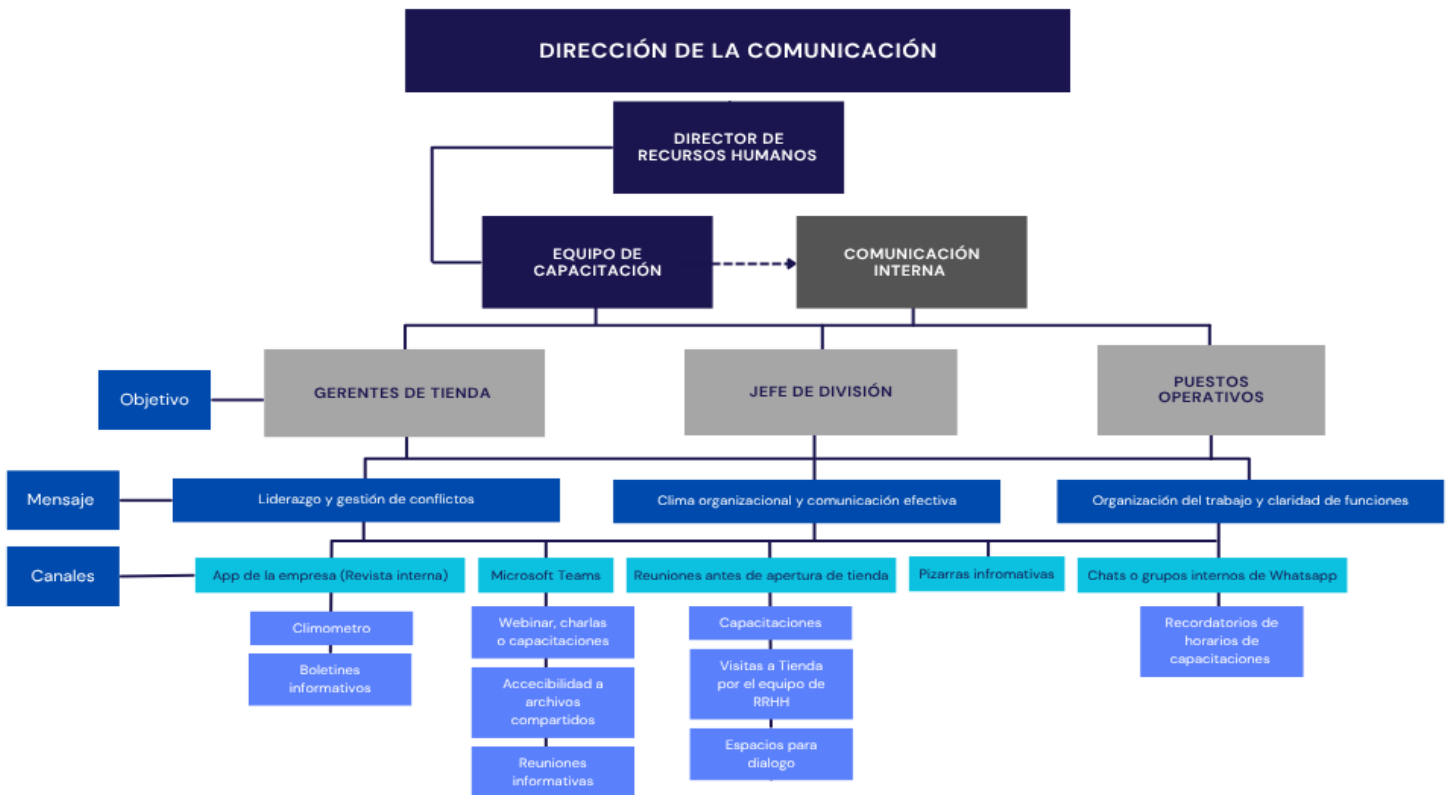 DIRECCIÓN DE LA COMUNICACIÓN
DIRECTOR DE
RECURSOS HUMANOS
EQUIPO DE
CAPACITACIÓN
COMUNICACIÓN
INTERNA
Objetivo
GERENTES DE TIENDA
JEFE DE DIVISIÓN
PUESTOS
OPERATIVOS
Mensaje
Liderazgo y gestión de conflictos
Clima organizacional y comunicación efectiva
Organización del trabajo y claridad de funciones
Canales
App de la empresa (Revista interna)
Microsoft Teams
Reuniones antes de apertura de tienda
Pizarras infromativas
Chats o grupos internos de Whatsapp
Climometro
Boletines
informativos
Webinar, charlas
o capacitaciones
Accecibilidad a
archivos
compartidos
Reuniones
informativas
Capacitaciones
Visitas a Tienda
por el equipo de
RRHH
Espacios para
dialogo
Recordatorios de
horarios de
capacitaciones